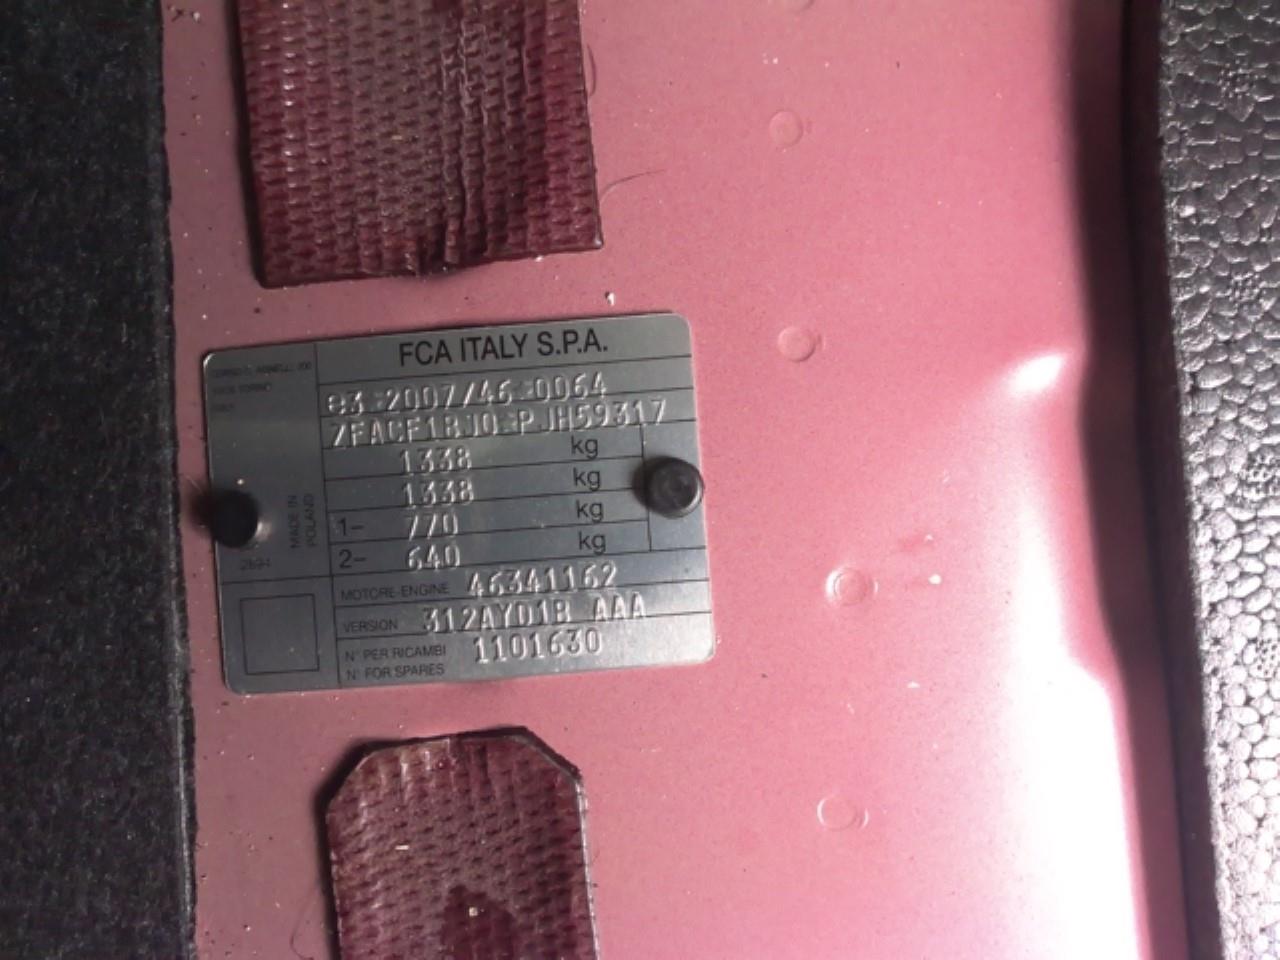 FCA ITALY S.P.A.
e3 2007/46 0064
ZFACF1BJ0 PJH59317
1338 kg
1338 kg
1- 770 kg
2- 640 kg
MADE IN
POLAND
MOTORE-ENGINE 46341162
VERSION 312AYD1B AAA
N° PER RICAMBI
N° FOR SPARES
1101630